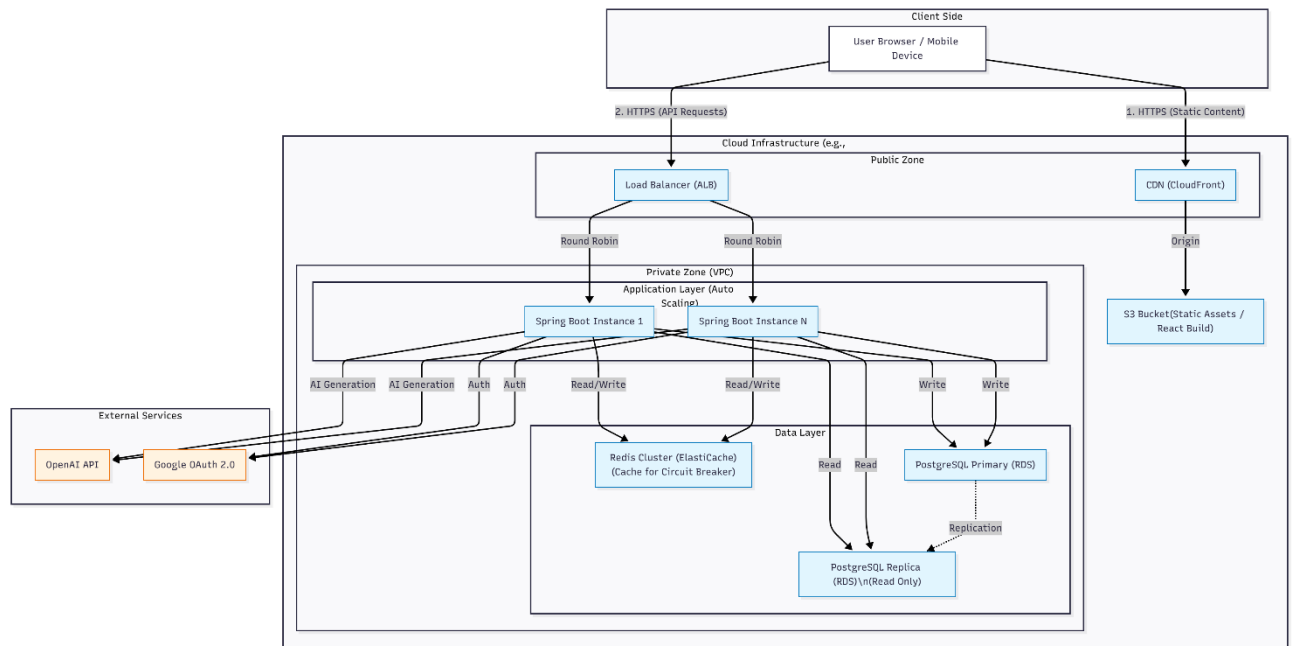 Client Side
User Browser / Mobile
Device
2. HTTPS (API Requests)
1. HTTPS (Static Content)
Cloud Infrastructure (e.g.,
Public Zone
Load Balancer (ALB)
CDN (CloudFront)
Round Robin
Round Robin
Origin
Private Zone (VPC)
Application Layer (Auto
Scaling)
Spring Boot Instance 1
Spring Boot Instance N
S3 Bucket(Static Assets /
React Build)
AI Generation
AI Generation
Auth
Auth
Read/Write
Read/Write
Write
Write
External Services
OpenAI API
Google OAuth 2.0
Data Layer
Redis Cluster (ElastiCache)
(Cache for Circuit Breaker)
Read
Read
PostgreSQL Primary (RDS)
Replication
PostgreSQL Replica
(RDS)\n(Read Only)